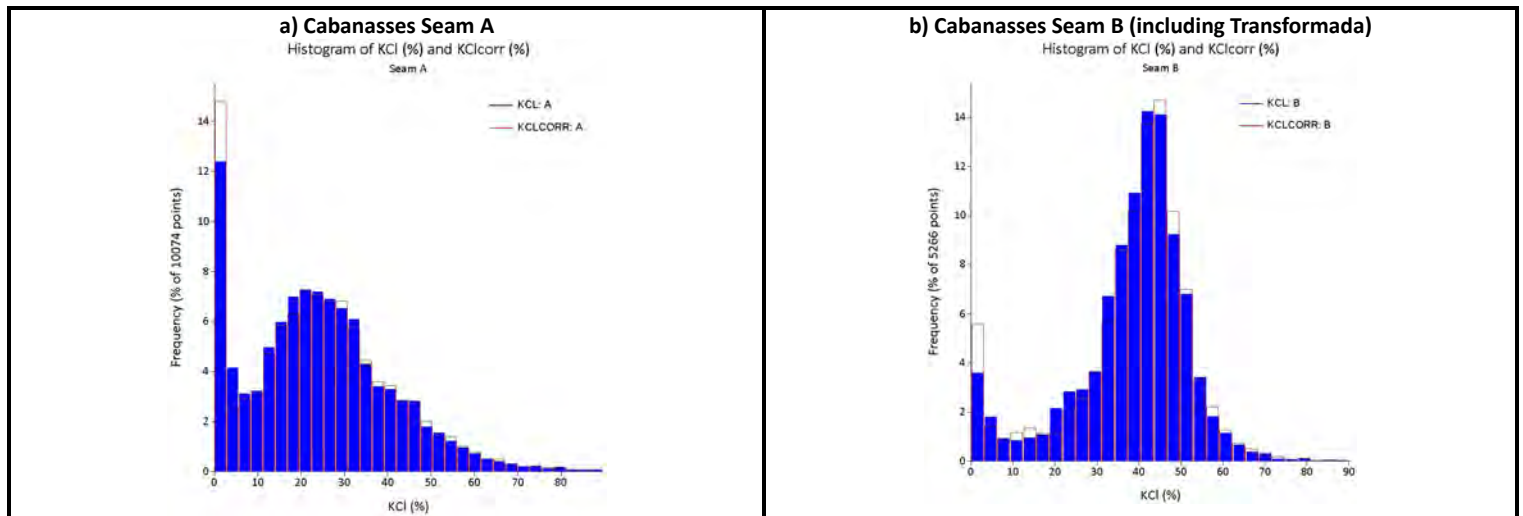 a) Cabanasses Seam A
Histogram of KCl (%) and KClcorr (%)
Seam A
KCL: A
KCLCORR: A
Frequency (% of 10074 points)
14
12
10
8
6
4
2
0
0 10 20 30 40 50 60 70 80
KCl (%)
b) Cabanasses Seam B (including Transformada)
Histogram of KCl (%) and KClcorr (%)
Seam B
KCL: B
KCLCORR: B
Frequency (% of 5266 points)
14
12
10
8
6
4
2
0
0 10 20 30 40 50 60 70 80 90
KCl (%)